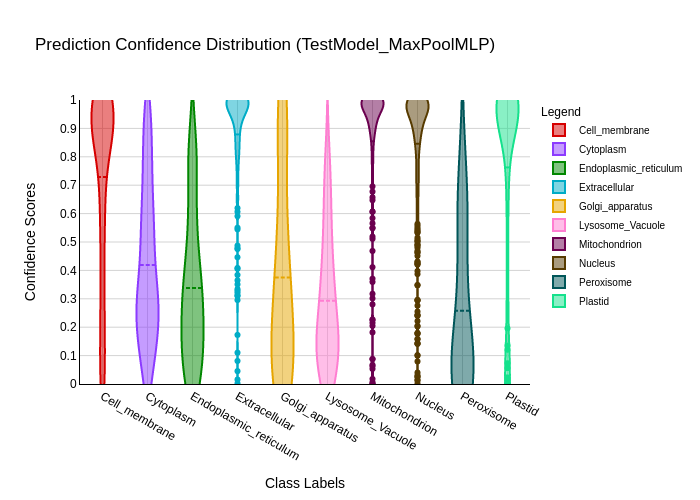 Prediction Confidence Distribution (TestModel_MaxPoolMLP)
Confidence Scores
1
0.9
0.8
0.7
0.6
0.5
0.4
0.3
0.2
0.1
0
Cell_membrane
Cytoplasm
Endoplasmic_reticulum
Extracellular
Golgi_apparatus
Lysosome_Vacuole
Mitochondrion
Nucleus
Peroxisome
Plastid
Class Labels
Legend
Cell_membrane
Cytoplasm
Endoplasmic_reticulum
Extracellular
Golgi_apparatus
Lysosome_Vacuole
Mitochondrion
Nucleus
Peroxisome
Plastid